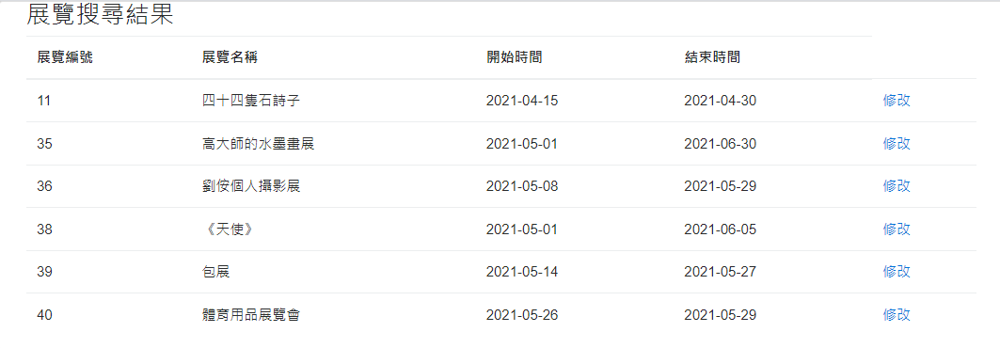 展覽搜尋結果
展覽編號 展覽名稱 開始時間 結束時間
11 四十四隻石詩子 2021-04-15 2021-04-30 修改
35 高大師的水墨畫展 2021-05-01 2021-06-30 修改
36 劉侒個人攝影展 2021-05-08 2021-05-29 修改
38 《天使》 2021-05-01 2021-06-05 修改
39 包展 2021-05-14 2021-05-27 修改
40 體育用品展覽會 2021-05-26 2021-05-29 修改